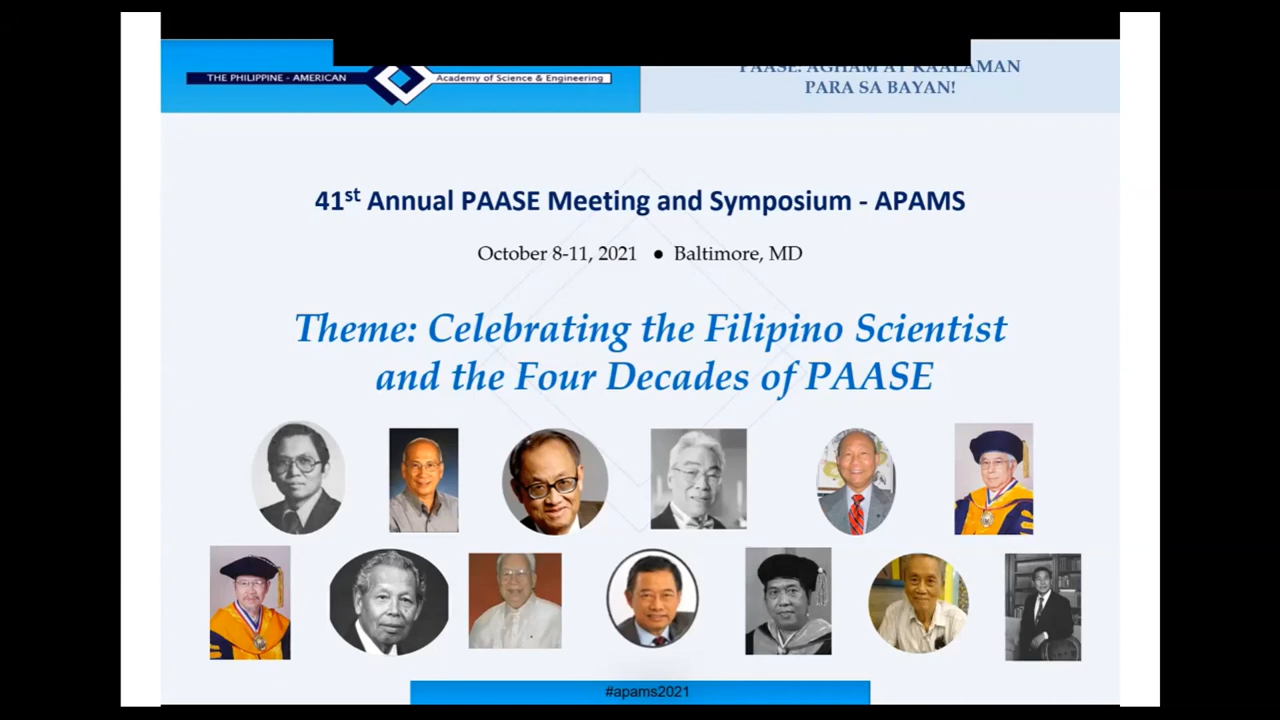 THE PHILIPPINE - AMERICAN Academy of Science & Engineering
PAASE: AGHAM AT KAALAMAN
PARA SA BAYAN!
41st Annual PAASE Meeting and Symposium - APAMS
October 8-11, 2021 ● Baltimore, MD
Theme: Celebrating the Filipino Scientist
and the Four Decades of PAASE
#apams2021